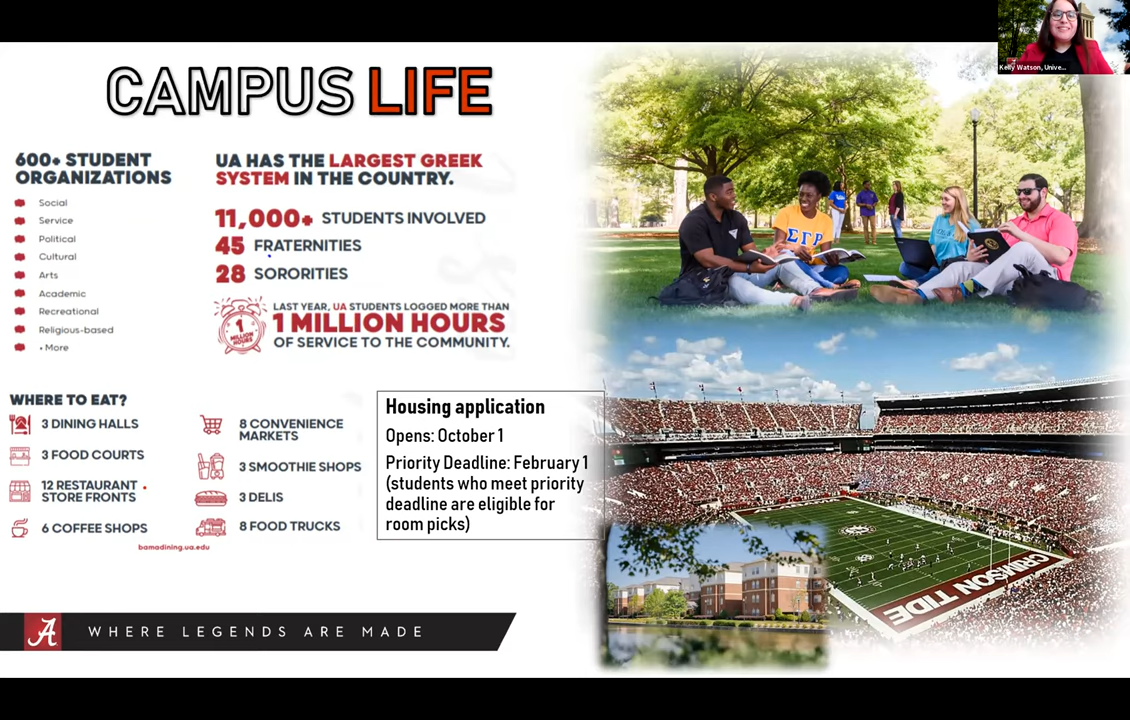 Kelly Watson, Unive...
CAMPUS LIFE
600+ STUDENT
ORGANIZATIONS
Social
Service
Political
Cultural
Arts
Academic
Recreational
Religious-based
• More
UA HAS THE LARGEST GREEK
SYSTEM IN THE COUNTRY.
11,000+ STUDENTS INVOLVED
45 FRATERNITIES
28 SORORITIES
1
MILLION
HOURS
LAST YEAR, UA STUDENTS LOGGED MORE THAN
1 MILLION HOURS
OF SERVICE TO THE COMMUNITY.
WHERE TO EAT?
3 DINING HALLS
3 FOOD COURTS
12 RESTAURANT
STORE FRONTS
6 COFFEE SHOPS
8 CONVENIENCE
MARKETS
3 SMOOTHIE SHOPS
3 DELIS
8 FOOD TRUCKS
bamadining.ua.edu
Housing application
Opens: October 1
Priority Deadline: February 1
(students who meet priority
deadline are eligible for
room picks)
ΣΓΡ
CRIMSON TIDE
A WHERE LEGENDS ARE MADE